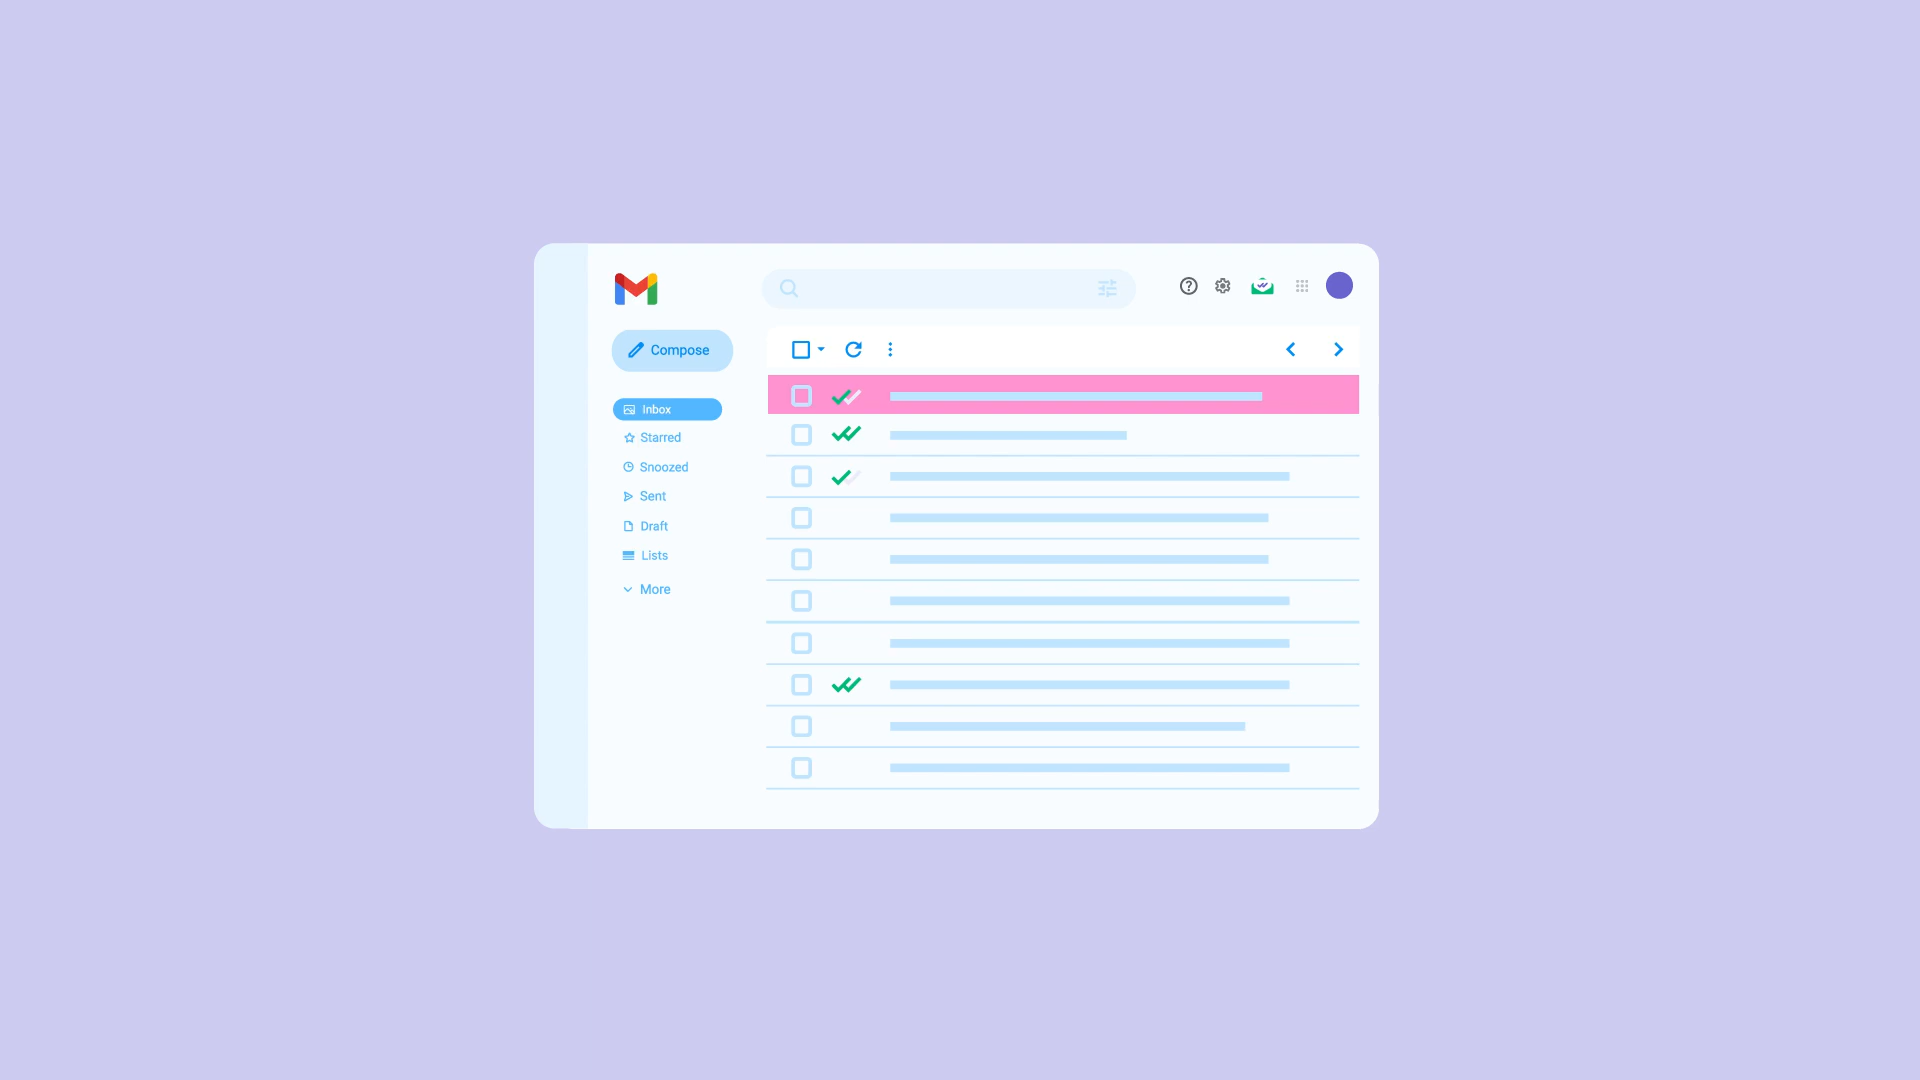 Compose
Inbox
Starred
Snoozed
Sent
Draft
Lists
More